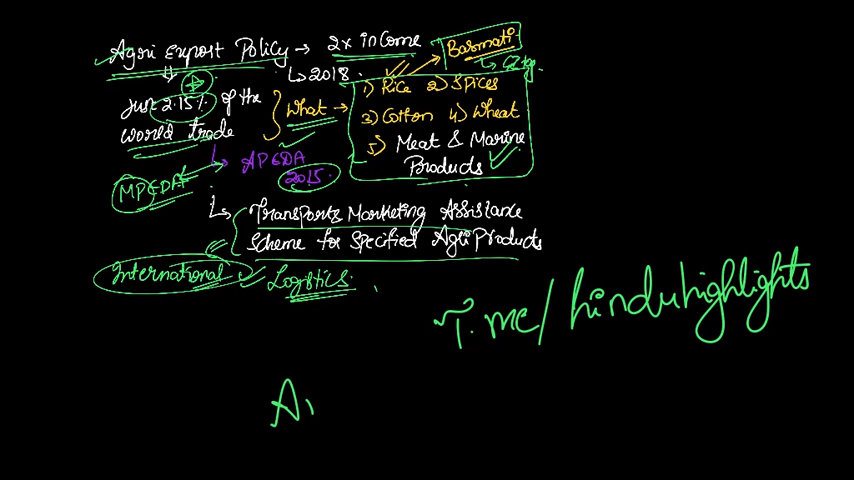 Agri Export Policy → 2x income
Basmati
↳ 2018
Just 2.15% of the world trade
What →
1) Rice 2) Spices
3) Cotton 4) Wheat
5) Meat & Marine
Products
↳ APEDA
2015
MPEDA
↳ Transports Marketing Assistance
Scheme for Specified Agri Products
International
Logistics
T.me/hinduhighlights
A